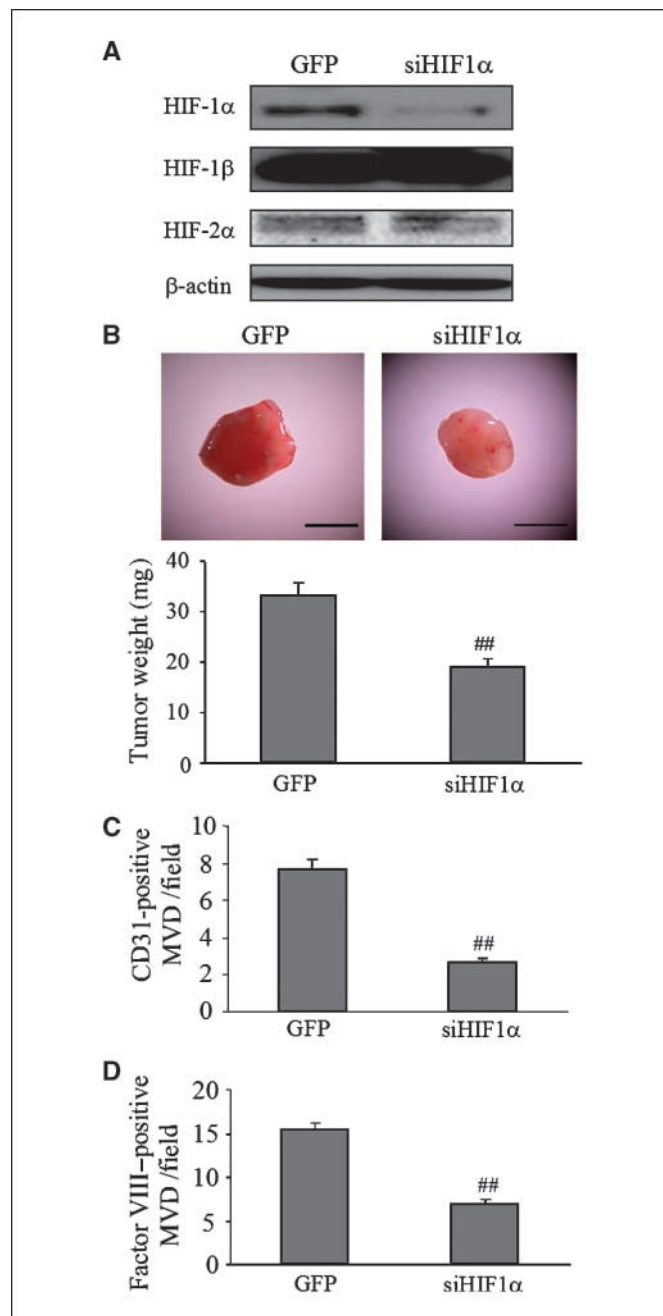 A
GFP siHIF1α
HIF-1α
HIF-1β
HIF-2α
β-actin
B
GFP siHIF1α
Tumor weight (mg)
40
30
20
10
0
##
GFP siHIF1α
C
CD31-positive
MVD /field
10
8
6
4
2
0
##
GFP siHIF1α
D
Factor VIII–positive
MVD /field
20
15
10
5
0
##
GFP siHIF1α